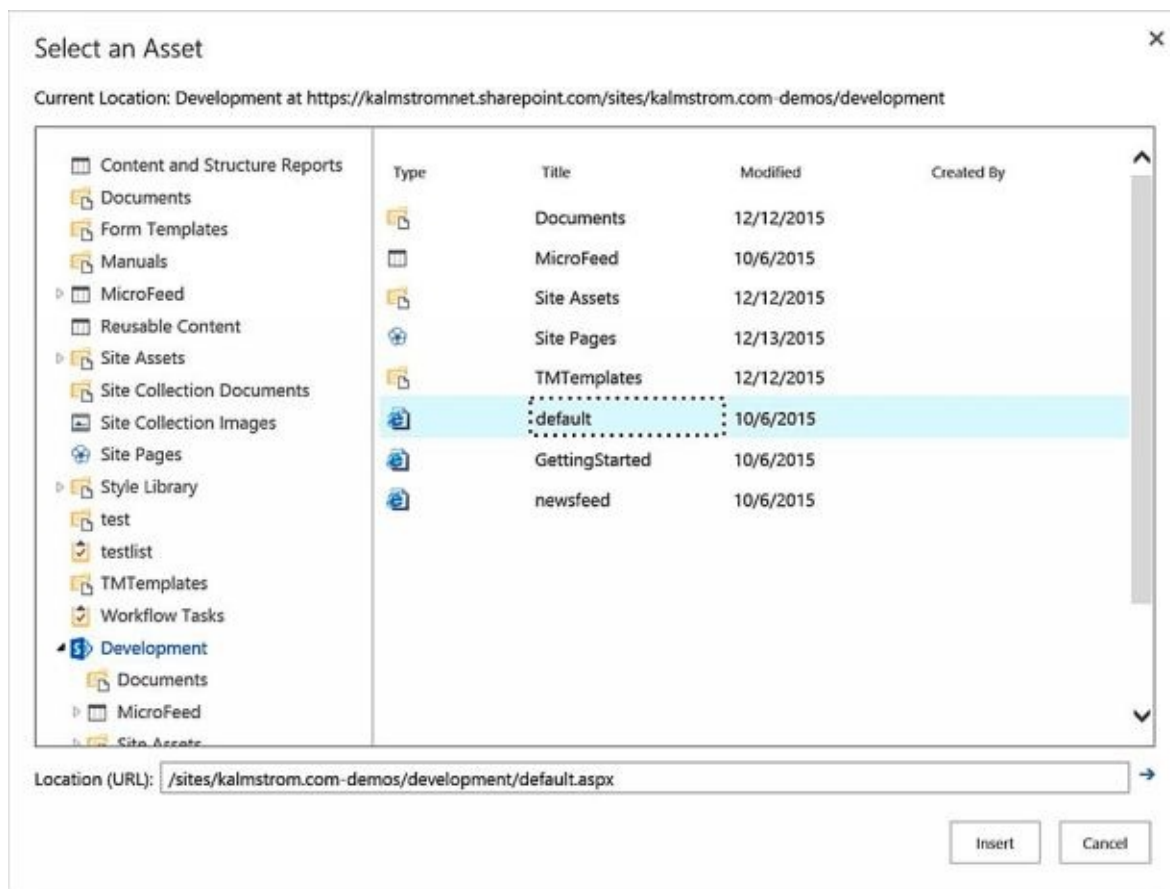 Select an Asset
Current Location: Development at https://kalmstromnet.sharepoint.com/sites/kalmstrom.com-demos/development
Content and Structure Reports
Documents
Form Templates
Manuals
MicroFeed
Reusable Content
Site Assets
Site Collection Documents
Site Collection Images
Site Pages
Style Library
test
testlist
TMTemplates
Workflow Tasks
Development
Documents
MicroFeed
Site Assets
Type Title Modified Created By
Documents 12/12/2015
MicroFeed 10/6/2015
Site Assets 12/12/2015
Site Pages 12/13/2015
TMTemplates 12/12/2015
default 10/6/2015
GettingStarted 10/6/2015
newsfeed 10/6/2015
Location (URL): /sites/kalmstrom.com-demos/development/default.aspx
Insert Cancel